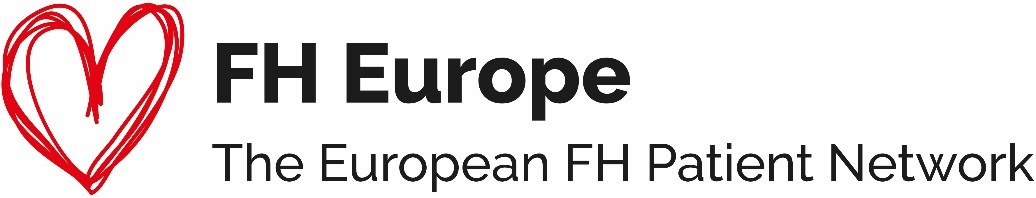 FH Europe
The European FH Patient Network